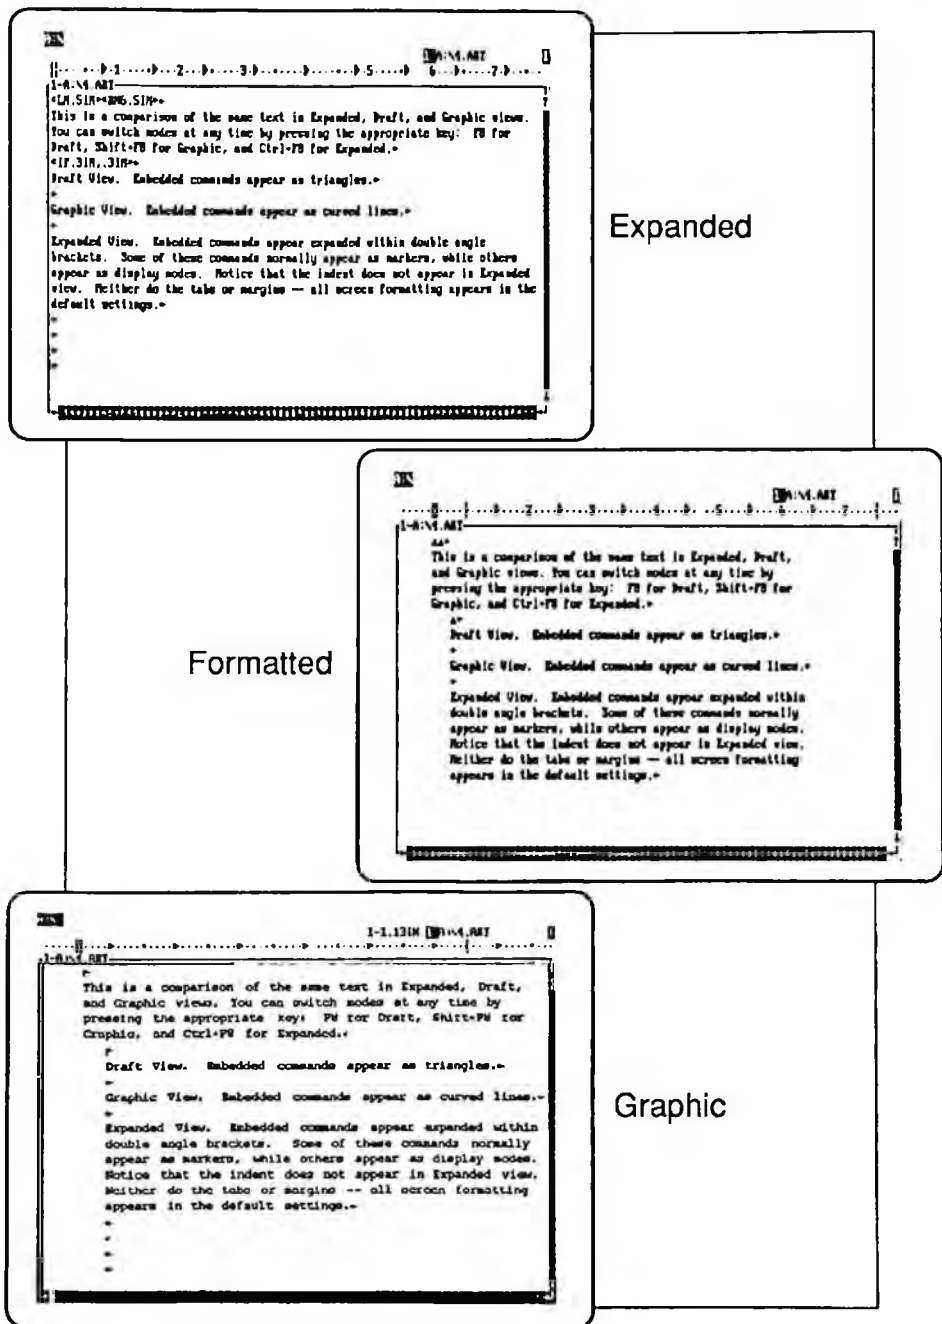 1-A:\4.ART
This is a comparison of the same text in Expanded, Draft, and Graphic views.
You can switch modes at any time by pressing the appropriate key: F8 for
Draft, Shift+F8 for Graphic, and Ctrl+F8 for Expanded.
Draft View. Embedded commands appear as triangles.
Graphic View. Embedded commands appear as curved lines.
Expanded View. Embedded commands appear expanded within double angle
brackets. Some of these commands normally appear as markers, while others
appear as display modes. Notice that the indent does not appear in Expanded
view. Neither do the tabs or margins — all screen formatting appears in the
default settings.
Expanded
1-A:\4.ART
This is a comparison of the same text in Expanded, Draft,
and Graphic views. You can switch modes at any time by
pressing the appropriate key: F8 for Draft, Shift+F8 for
Graphic, and Ctrl+F8 for Expanded.
Draft View. Embedded commands appear as triangles.
Graphic View. Embedded commands appear as curved lines.
Expanded View. Embedded commands appear expanded within
double angle brackets. Some of these commands normally
appear as markers, while others appear as display modes.
Notice that the indent does not appear in Expanded view.
Neither do the tabs or margins — all screen formatting
appears in the default settings.
Formatted
1-A:\4.ART
This is a comparison of the same text in Expanded, Draft,
and Graphic views. You can switch modes at any time by
pressing the appropriate key: F8 for Draft, Shift+F8 for
Graphic, and Ctrl+F8 for Expanded.
Draft View. Embedded commands appear as triangles.
Graphic View. Embedded commands appear as curved lines.
Expanded View. Embedded commands appear expanded within
double angle brackets. Some of these commands normally
appear as markers, while others appear as display modes.
Notice that the indent does not appear in Expanded view.
Neither do the tabs or margins -- all screen formatting
appears in the default settings.
Graphic